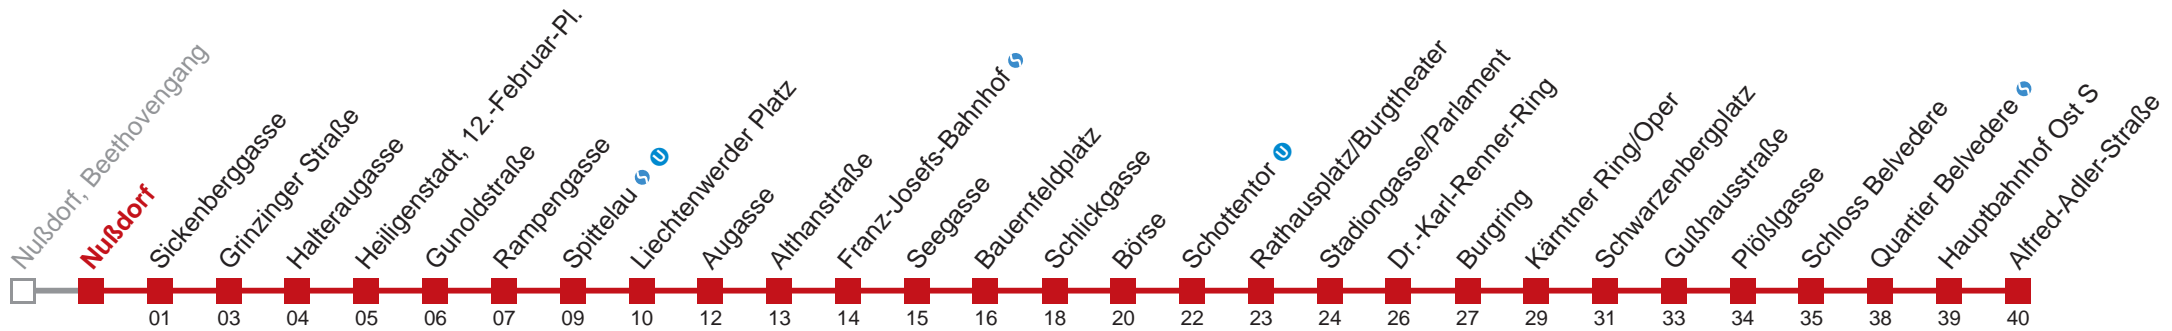 Nußdorf, Beethovengang
Nußdorf
Sickenberggasse
Grinzinger Straße
Halteraugasse
Heiligenstadt, 12.-Februar-Pl.
Gunoldstraße
Rampengasse
Spittelau S U
Liechtenwerder Platz
Augasse
Althanstraße
Franz-Josefs-Bahnhof S
Seegasse
Bauernfeldplatz
Schlickgasse
Börse
Schottentor U
Rathausplatz/Burgtheater
Stadiongasse/Parlament
Dr.-Karl-Renner-Ring
Burgring
Kärntner Ring/Oper
Schwarzenbergplatz
Gußhausstraße
Plößlgasse
Schloss Belvedere
Quartier Belvedere S
Hauptbahnhof Ost S
Alfred-Adler-Straße
01 03 04 05 06 07 09 10 12 13 14 15 16 18 20 22 23 24 26 27 29 31 33 34 35 38 39 40